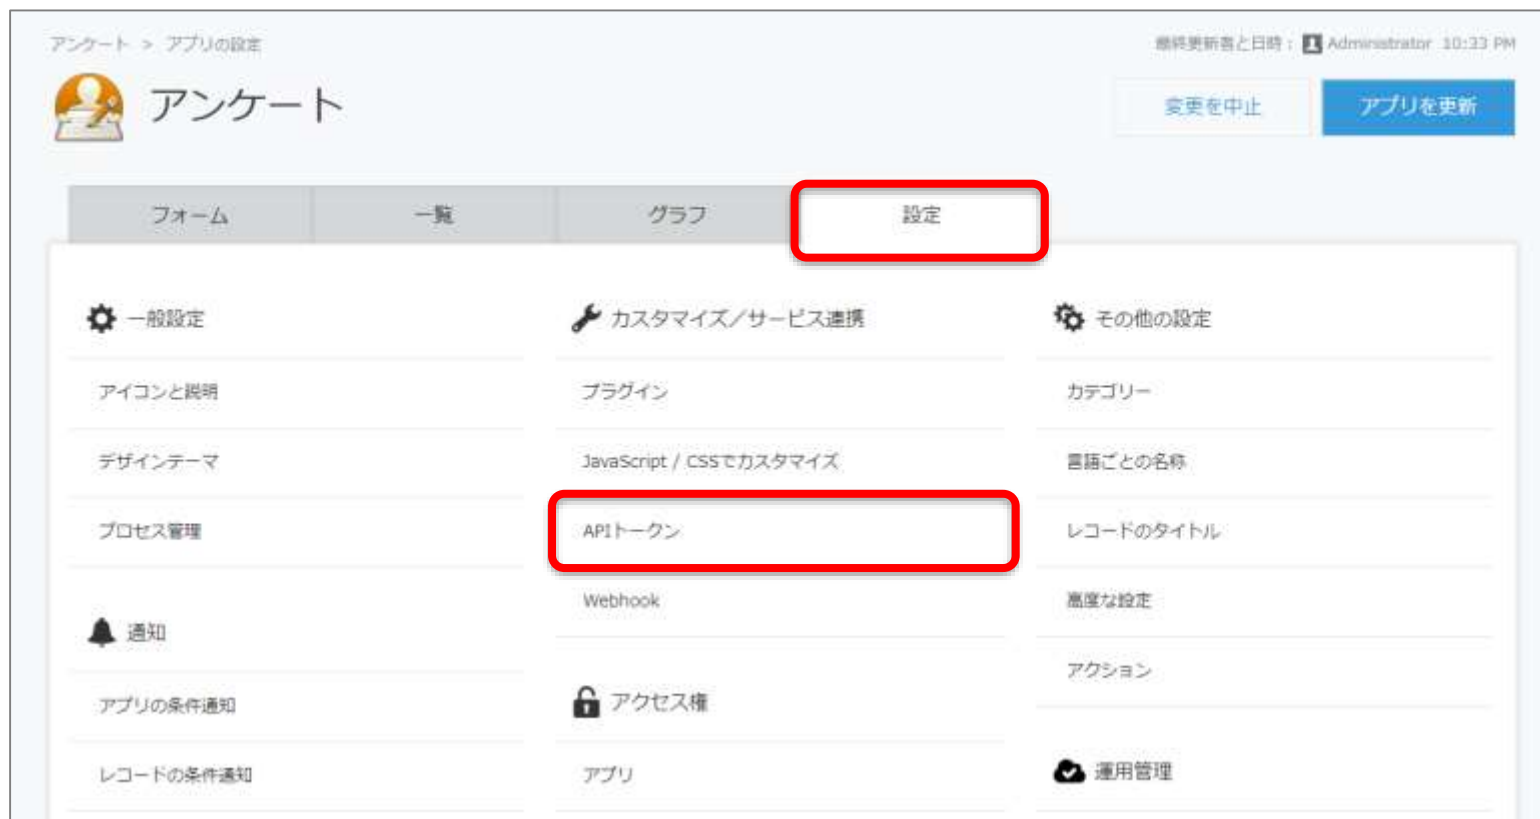 アンケート > アプリの設定
最終更新者と日時： Administrator 10:33 PM
アンケート
変更を中止
アプリを更新
フォーム
一覧
グラフ
設定
一般設定
アイコンと説明
デザインテーマ
プロセス管理
通知
アプリの条件通知
レコードの条件通知
カスタマイズ／サービス連携
プラグイン
JavaScript / CSSでカスタマイズ
APIトークン
Webhook
アクセス権
アプリ
その他の設定
カテゴリー
言語ごとの名称
レコードのタイトル
高度な設定
アクション
運用管理